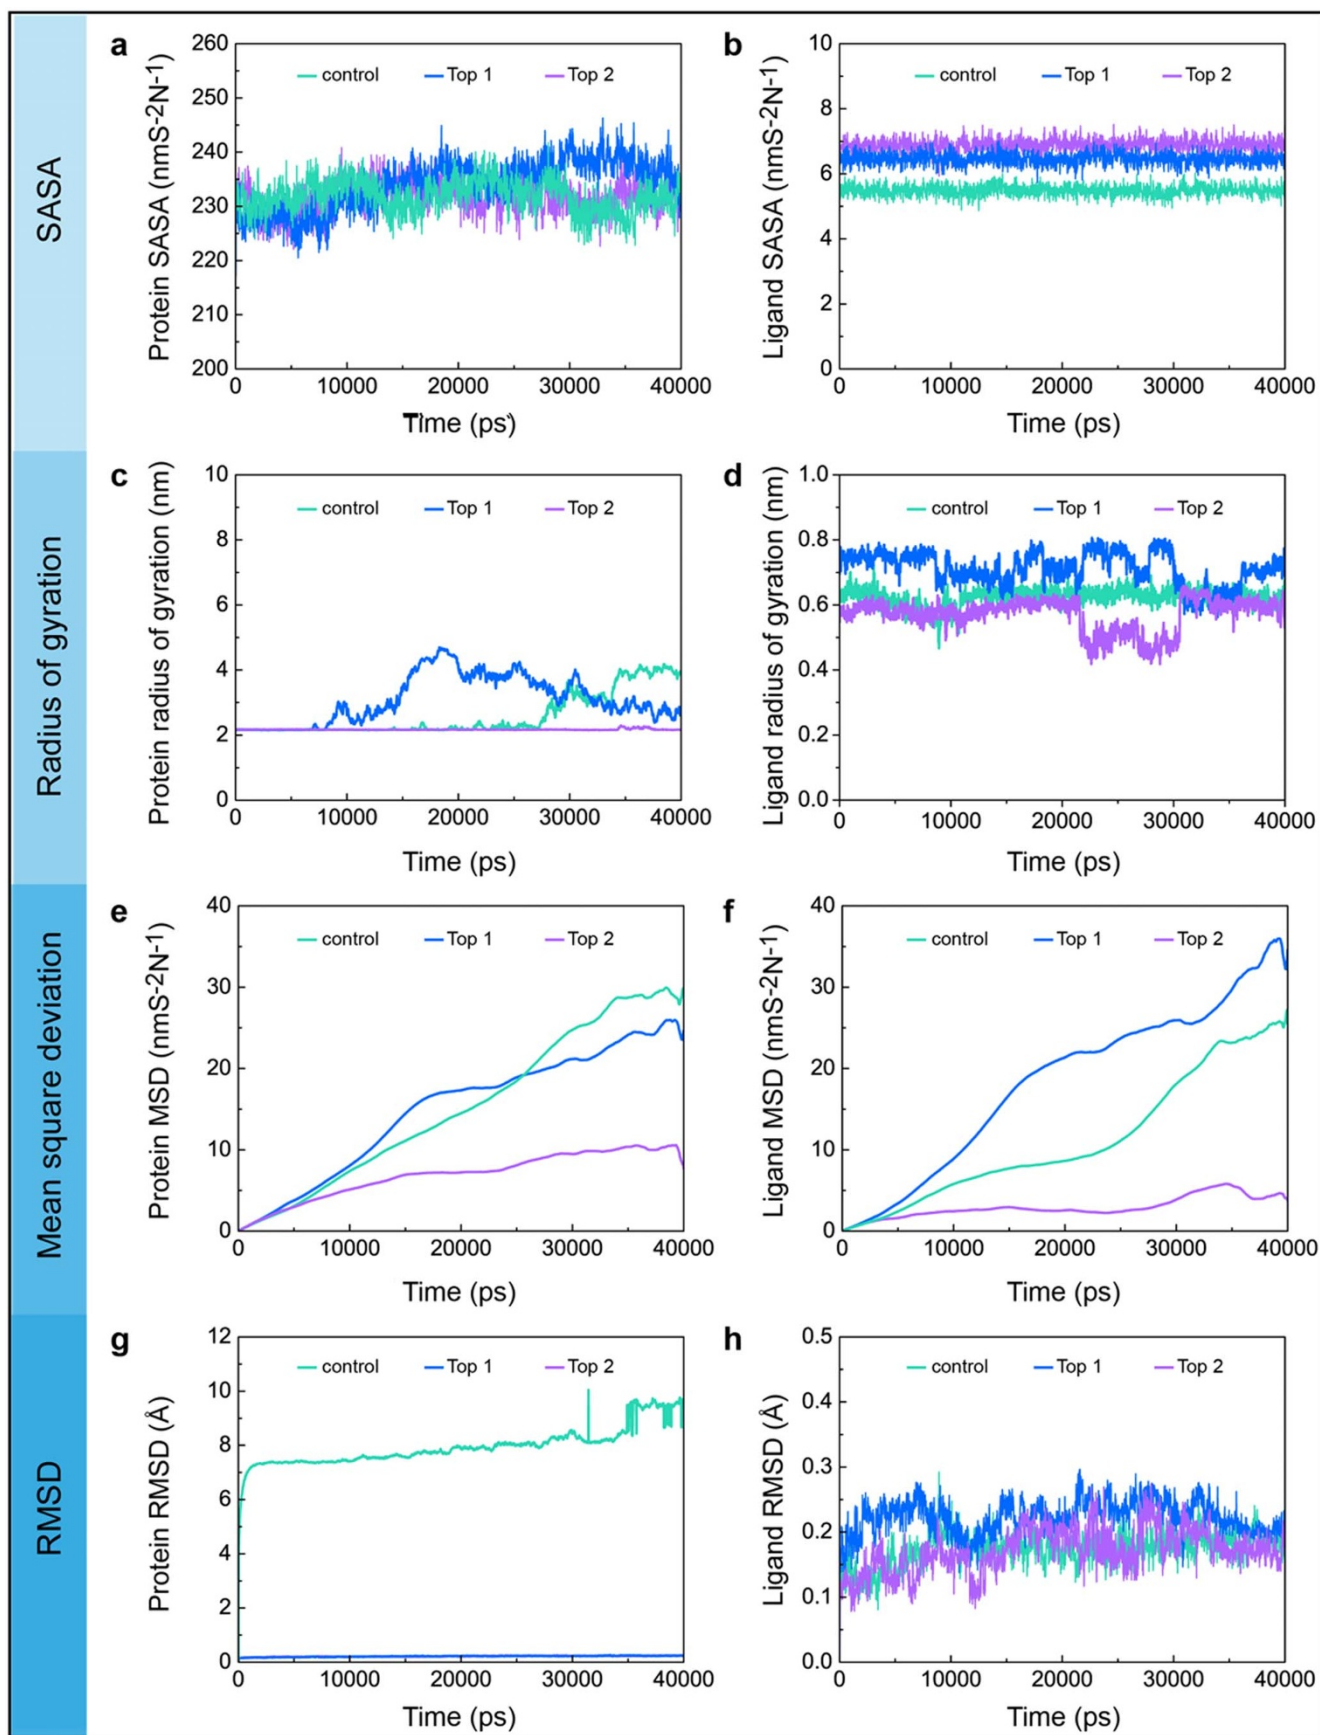 SASA
a
Protein SASA (nmS-2N-1)
260
250
240
230
220
210
200
control Top 1 Top 2
0 10000 20000 30000 40000
Time (ps)
b
Ligand SASA (nmS-2N-1)
10
8
6
4
2
0
control Top 1 Top 2
0 10000 20000 30000 40000
Time (ps)
Radius of gyration
c
Protein radius of gyration (nm)
10
8
6
4
2
0
control Top 1 Top 2
0 10000 20000 30000 40000
Time (ps)
d
Ligand radius of gyration (nm)
1.0
0.8
0.6
0.4
0.2
0.0
control Top 1 Top 2
0 10000 20000 30000 40000
Time (ps)
Mean square deviation
e
Protein MSD (nmS-2N-1)
40
30
20
10
0
control Top 1 Top 2
0 10000 20000 30000 40000
Time (ps)
f
Ligand MSD (nmS-2N-1)
40
30
20
10
0
control Top 1 Top 2
0 10000 20000 30000 40000
Time (ps)
RMSD
g
Protein RMSD (Å)
12
10
8
6
4
2
0
control Top 1 Top 2
0 10000 20000 30000 40000
Time (ps)
h
Ligand RMSD (Å)
0.5
0.4
0.3
0.2
0.1
0.0
control Top 1 Top 2
0 10000 20000 30000 40000
Time (ps)